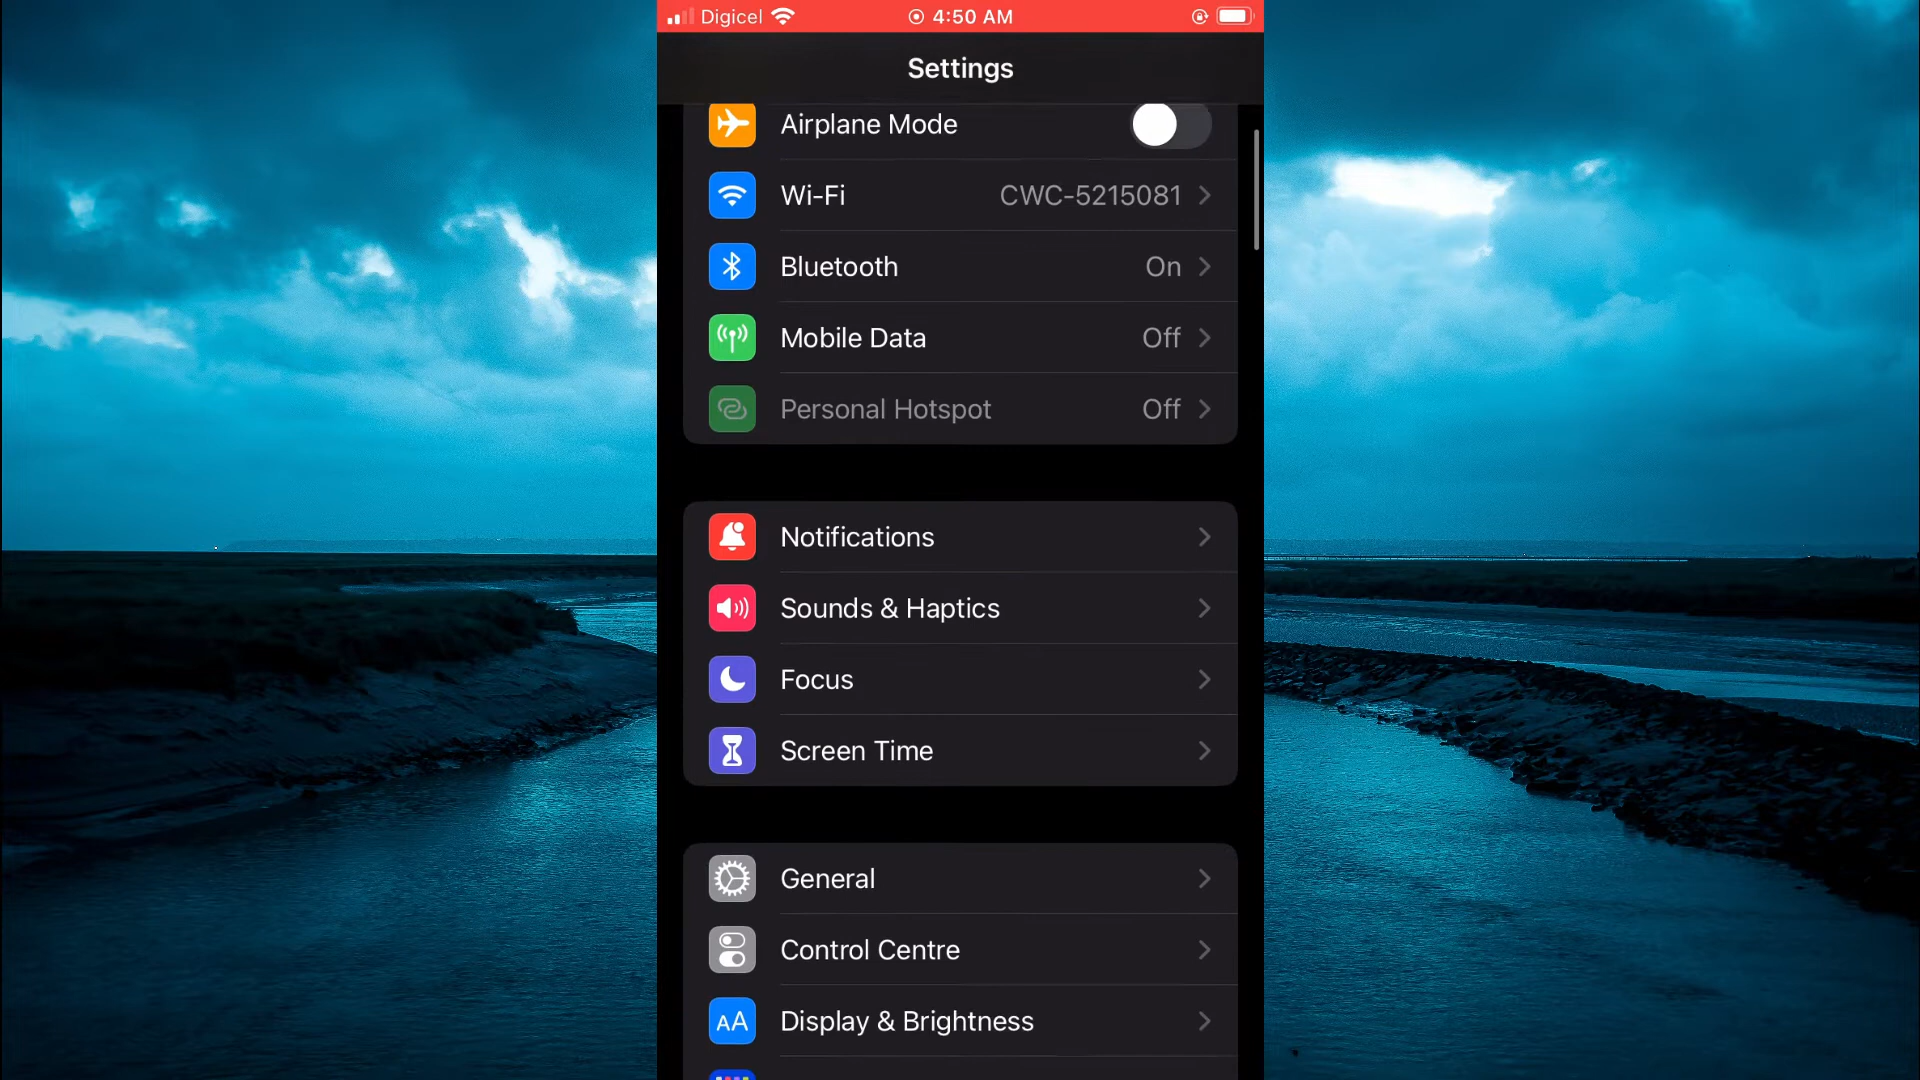 Digicel 4:50 AM
Settings
Airplane Mode
Wi-Fi CWC-5215081
Bluetooth On
Mobile Data Off
Personal Hotspot Off
Notifications
Sounds & Haptics
Focus
Screen Time
General
Control Centre
AA Display & Brightness